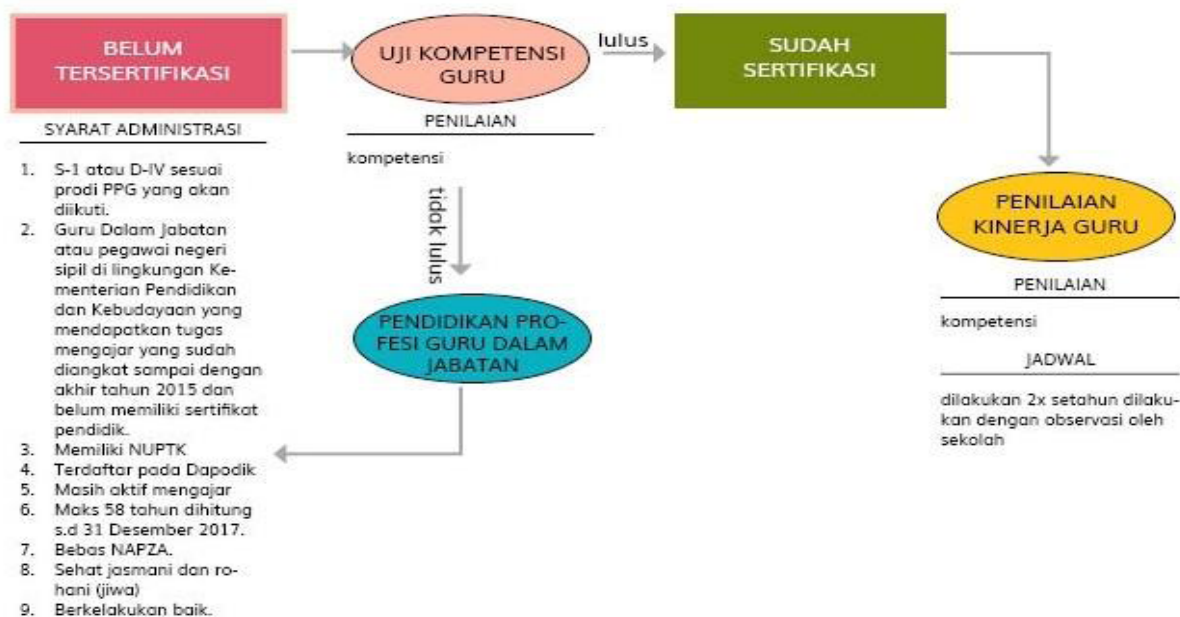 BELUM
TERSERTIFIKASI
SYARAT ADMINISTRASI
1. S-1 atau D-IV sesuai
prodi PPG yang akan
diikuti.
2. Guru Dalam Jabatan
atau pegawai negeri
sipil di lingkungan Ke-
menterian Pendidikan
dan Kebudayaan yang
mendapatkan tugas
mengajar yang sudah
diangkat sampai dengan
akhir tahun 2015 dan
belum memiliki sertifikat
pendidik.
3. Memiliki NUPTK
4. Terdaftar pada Dapodik
5. Masih aktif mengajar
6. Maks 58 tahun dihitung
s.d 31 Desember 2017.
7. Bebas NAPZA.
8. Sehat jasmani dan ro-
hani (jiwa)
9. Berkelakukan baik.
UJI KOMPETENSI
GURU
PENILAIAN
kompetensi
tidak lulus
PENDIDIKAN PRO-
FESI GURU DALAM
JABATAN
lulus
SUDAH
SERTIFIKASI
PENILAIAN
KINERJA GURU
PENILAIAN
kompetensi
JADWAL
dilakukan 2x setahun dilaku-
kan dengan observasi oleh
sekolah